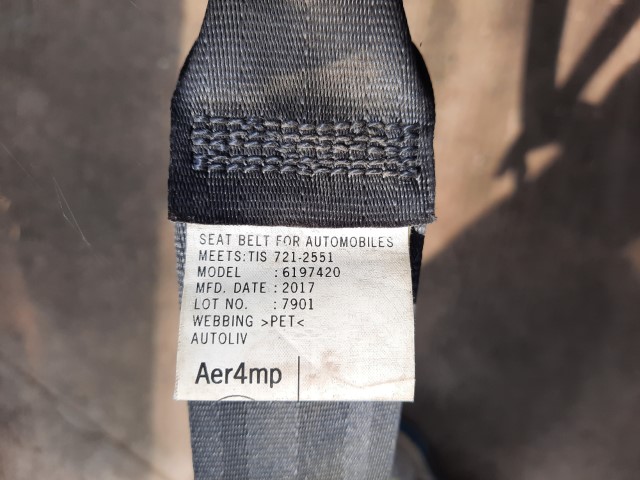 SEAT BELT FOR AUTOMOBILES
MEETS:TIS 721-2551
MODEL : 6197420
MFD. DATE : 2017
LOT NO. : 7901
WEBBING >PET<
AUTOLIV
Aer4mp